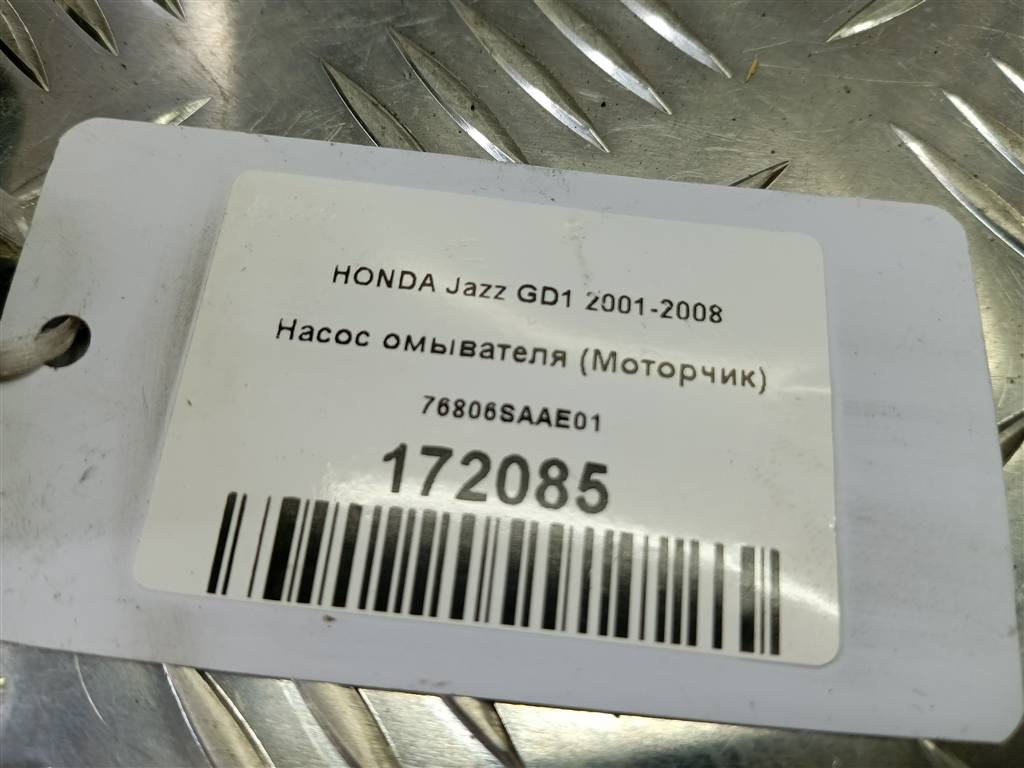 HONDA Jazz GD1 2001-2008
Насос омывателя (Моторчик)
76806SAAE01
172085